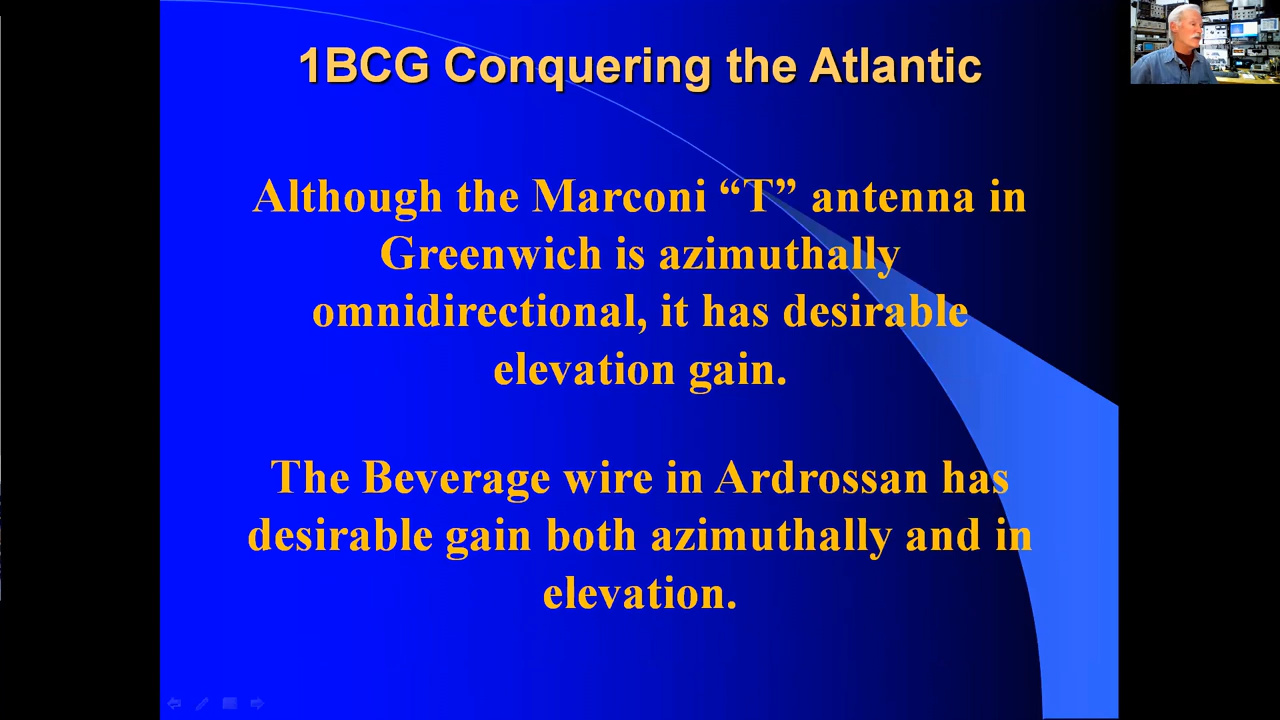 1BCG Conquering the Atlantic
Although the Marconi “T” antenna in
Greenwich is azimuthally
omnidirectional, it has desirable
elevation gain.
The Beverage wire in Ardrossan has
desirable gain both azimuthally and in
elevation.